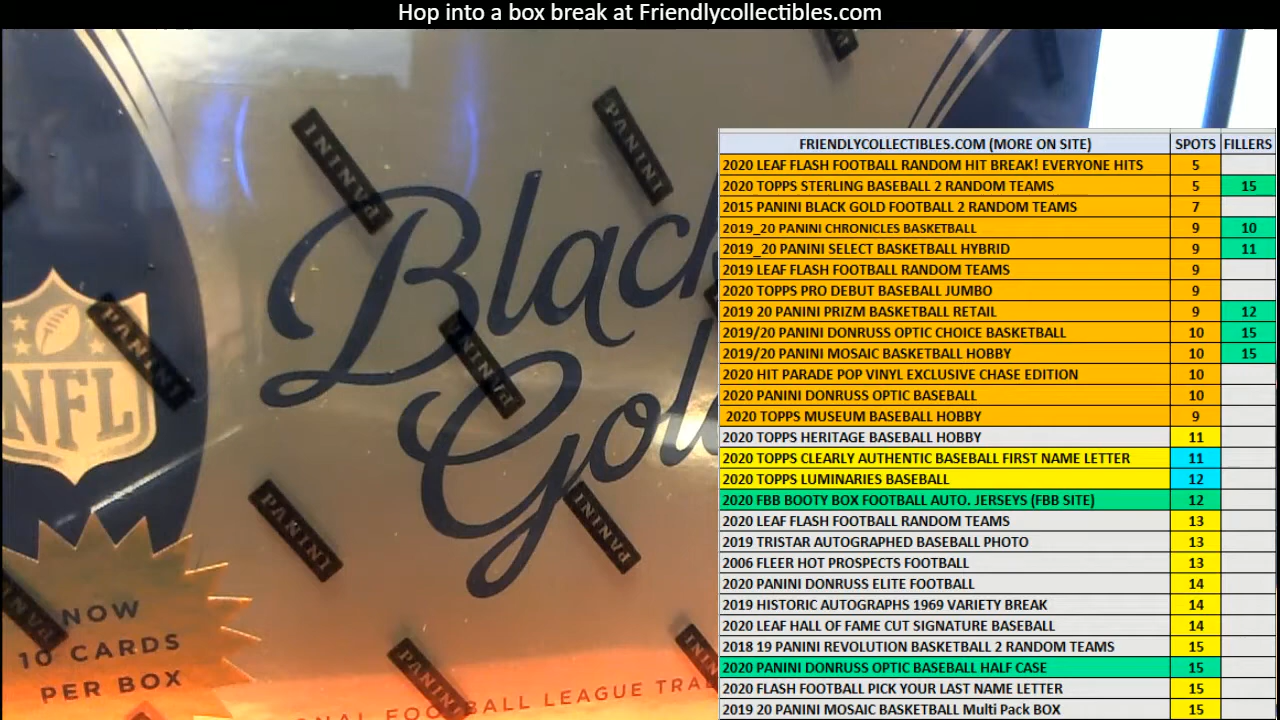 Hop into a box break at Friendlycollectibles.com
PANINI
PANINI
PANINI
PANINI
PANINI
PANINI
PANINI
PANINI
Black
Gold
NFL
NOW
10 CARDS
PER BOX
FOOTBALL LEAGUE
FRIENDLYCOLLECTIBLES.COM (MORE ON SITE) SPOTS FILLERS
2020 LEAF FLASH FOOTBALL RANDOM HIT BREAK! EVERYONE HITS 5
2020 TOPPS STERLING BASEBALL 2 RANDOM TEAMS 5 15
2015 PANINI BLACK GOLD FOOTBALL 2 RANDOM TEAMS 7
2019_20 PANINI CHRONICLES BASKETBALL 9 10
2019_20 PANINI SELECT BASKETBALL HYBRID 9 11
2019 LEAF FLASH FOOTBALL RANDOM TEAMS 9
2020 TOPPS PRO DEBUT BASEBALL JUMBO 9
2019 20 PANINI PRIZM BASKETBALL RETAIL 9 12
2019/20 PANINI DONRUSS OPTIC CHOICE BASKETBALL 10 15
2019/20 PANINI MOSAIC BASKETBALL HOBBY 10 15
2020 HIT PARADE POP VINYL EXCLUSIVE CHASE EDITION 10
2020 PANINI DONRUSS OPTIC BASEBALL 10
2020 TOPPS MUSEUM BASEBALL HOBBY 9
2020 TOPPS HERITAGE BASEBALL HOBBY 11
2020 TOPPS CLEARLY AUTHENTIC BASEBALL FIRST NAME LETTER 11
2020 TOPPS LUMINARIES BASEBALL 12
2020 FBB BOOTY BOX FOOTBALL AUTO. JERSEYS (FBB SITE) 12
2020 LEAF FLASH FOOTBALL RANDOM TEAMS 13
2019 TRISTAR AUTOGRAPHED BASEBALL PHOTO 13
2006 FLEER HOT PROSPECTS FOOTBALL 13
2020 PANINI DONRUSS ELITE FOOTBALL 14
2019 HISTORIC AUTOGRAPHS 1969 VARIETY BREAK 14
2020 LEAF HALL OF FAME CUT SIGNATURE BASEBALL 14
2018 19 PANINI REVOLUTION BASKETBALL 2 RANDOM TEAMS 15
2020 PANINI DONRUSS OPTIC BASEBALL HALF CASE 15
2020 FLASH FOOTBALL PICK YOUR LAST NAME LETTER 15
2019 20 PANINI MOSAIC BASKETBALL Multi Pack BOX 15